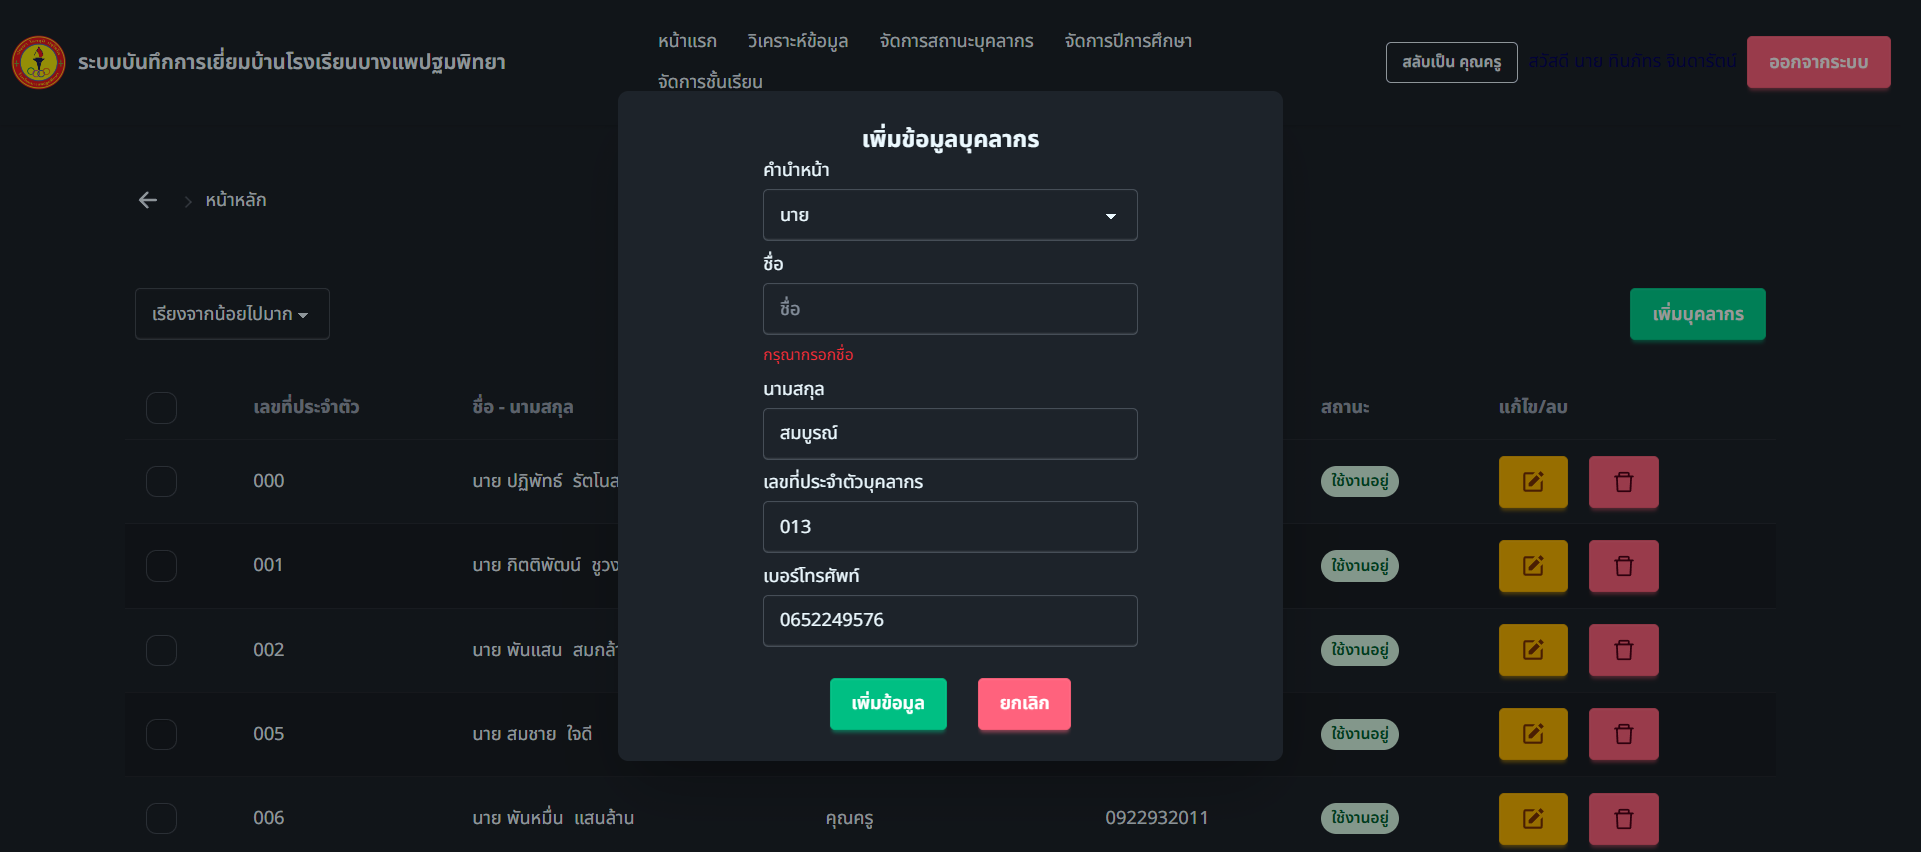 ระบบบันทึกการเยี่ยมบ้านโรงเรียนบางแพปฐมพิทยา
หน้าแรก วิเคราะห์ข้อมูล จัดการสถานะบุคลากร จัดการปีการศึกษา
จัดการชั้นเรียน
สลับเป็น คุณครู
สวัสดี นาย ทินภัทร จินดารัตน์
ออกจากระบบ
หน้าหลัก
เรียงจากน้อยไปมาก
เพิ่มบุคลากร
เลขที่ประจำตัว ชื่อ - นามสกุล สถานะ แก้ไข/ลบ
000 นาย ปฏิพัทธ์ รัตโนส ใช้งานอยู่
001 นาย กิตติพัฒน์ ชูวง ใช้งานอยู่
002 นาย พันแสน สมกล้า ใช้งานอยู่
005 นาย สมชาย ใจดี ใช้งานอยู่
006 นาย พันหมื่น แสนล้าน คุณครู 0922932011 ใช้งานอยู่
เพิ่มข้อมูลบุคลากร
คำนำหน้า
นาย
ชื่อ
ชื่อ
กรุณากรอกชื่อ
นามสกุล
สมบูรณ์
เลขที่ประจำตัวบุคลากร
013
เบอร์โทรศัพท์
0652249576
เพิ่มข้อมูล ยกเลิก